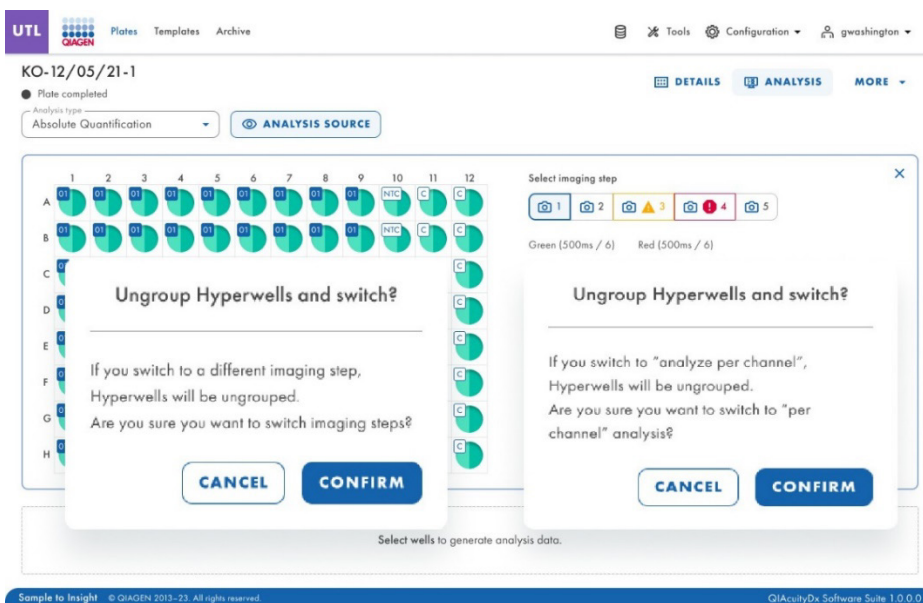 UTL
QIAGEN
Plates Templates Archive
Tools Configuration gwashington
KO-12/05/21-1
Plate completed
DETAILS ANALYSIS MORE
Analysis type
Absolute Quantification
ANALYSIS SOURCE
1 2 3 4 5 6 7 8 9 10 11 12
A 01 01 01 01 01 01 01 01 01 NTC C C
B 01 01 01 01 01 01 01 01 01 NTC C C
C C
D C
E C
F C
G C
H C
Select imaging step
1 2 3 4 5
Green (500ms / 6) Red (500ms / 6)
Ungroup Hyperwells and switch?
If you switch to a different imaging step,
Hyperwells will be ungrouped.
Are you sure you want to switch imaging steps?
CANCEL CONFIRM
Ungroup Hyperwells and switch?
If you switch to "analyze per channel",
Hyperwells will be ungrouped.
Are you sure you want to switch to "per
channel" analysis?
CANCEL CONFIRM
Select wells to generate analysis data.
Sample to Insight © QIAGEN 2013–23. All rights reserved.
QIAcuityDx Software Suite 1.0.0.0